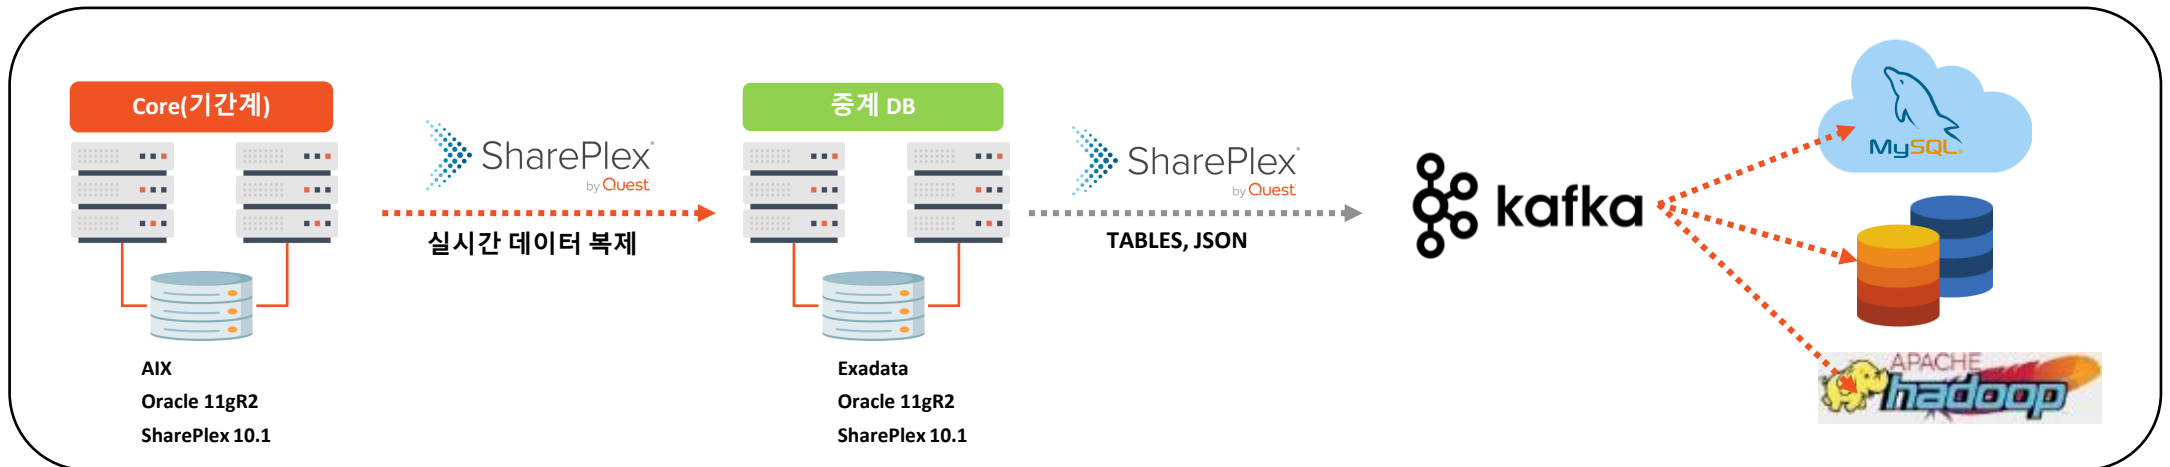 Core(기간계)
SharePlex
by Quest
실시간 데이터 복제
AIX
Oracle 11gR2
SharePlex 10.1
중계 DB
Exadata
Oracle 11gR2
SharePlex 10.1
SharePlex
by Quest
TABLES, JSON
kafka
MySQL
APACHE
hadoop